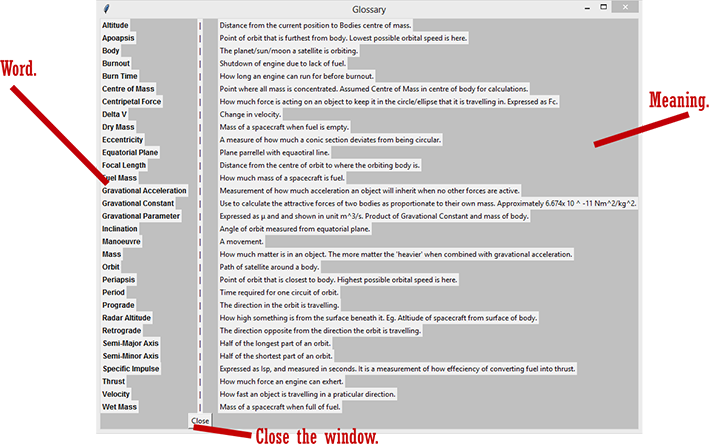 Glossary
Altitude | Distance from the current position to Bodies centre of mass.
Apoapsis | Point of orbit that is furthest from body. Lowest possible orbital speed is here.
Body | The planet/sun/moon a satellite is orbiting.
Burnout | Shutdown of engine due to lack of fuel.
Word.
Burn Time | How long an engine can run for before burnout.
Centre of Mass | Point where all mass is concentrated. Assumed Centre of Mass in centre of body for calculations.
Centripetal Force | How much force is acting on an object to keep it in the circle/ellipse that it is travelling in. Expressed as Fc.
Meaning.
Delta V | Change in velocity.
Dry Mass | Mass of a spacecraft when fuel is empty.
Eccentricity | A measure of how much a conic section deviates from being circular.
Equatorial Plane | Plane parrellel with equaotiral line.
Focal Length | Distance from the centre of orbit to where the orbiting body is.
Fuel Mass | How much mass of a spacecraft is fuel.
Gravational Acceleration | Measurement of how much acceleration an object will inherit when no other forces are active.
Gravational Constant | Use to calculate the attractive forces of two bodies as proportionate to their own mass. Approximately 6.674x 10 ^ -11 Nm^2/kg^2.
Gravational Parameter | Expressed as µ and and shown in unit m^3/s. Product of Gravational Constant and mass of body.
Inclination | Angle of orbit measured from equatorial plane.
Manoeuvre | A movement.
Mass | How much matter is in an object. The more matter the 'heavier' when combined with gravational acceleration.
Orbit | Path of satellite around a body.
Periapsis | Point of orbit that is closest to body. Highest possible orbital speed is here.
Period | Time required for one circuit of orbit.
Prograde | The direction in the orbit is travelling.
Radar Altitude | How high something is from the surface beneath it. Eg. Atltiude of spacecraft from surface of body.
Retrograde | The direction opposite from the direction the orbit is travelling.
Semi-Major Axis | Half of the longest part of an orbit.
Semi-Minor Axis | Half of the shortest part of an orbit.
Specific Impulse | Expressed as Isp, and measured in seconds. It is a measurement of how effeciency of converting fuel into thrust.
Thrust | How much force an engine can exhert.
Velocity | How fast an object is travelling in a praticular direction.
Wet Mass | Mass of a spacecraft when full of fuel.
Close
Close the window.